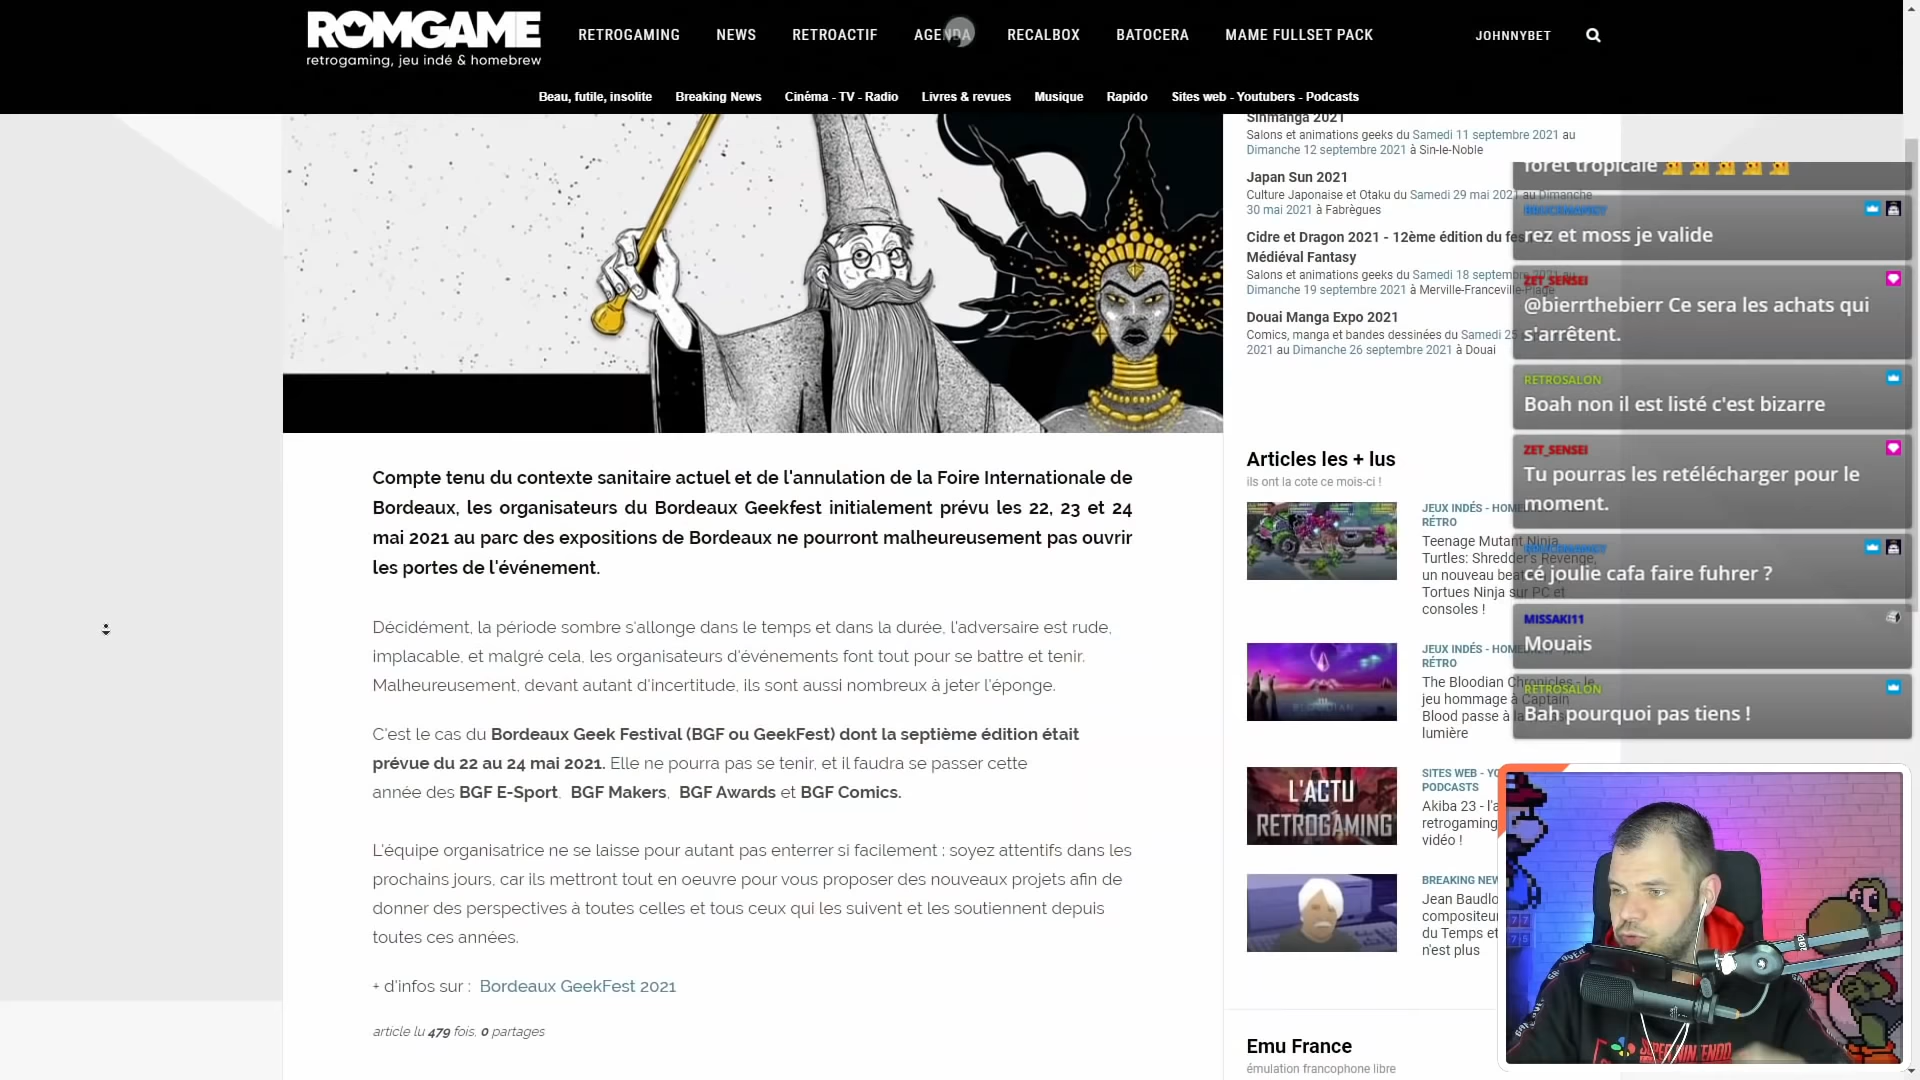 ROMGAME
retrogaming, jeu indé & homebrew
RETROGAMING NEWS RETROACTIF AGENDA RECALBOX BATOCERA MAME FULLSET PACK JOHNNYBET
Beau, futile, insolite Breaking News Cinéma - TV - Radio Livres & revues Musique Rapido Sites web - Youtubers - Podcasts
Compte tenu du contexte sanitaire actuel et de l'annulation de la Foire Internationale de
Bordeaux, les organisateurs du Bordeaux Geekfest initialement prévu les 22, 23 et 24
mai 2021 au parc des expositions de Bordeaux ne pourront malheureusement pas ouvrir
les portes de l'événement.
Décidément, la période sombre s'allonge dans le temps et dans la durée, l'adversaire est rude,
implacable, et malgré cela, les organisateurs d'événements font tout pour se battre et tenir.
Malheureusement, devant autant d'incertitude, ils sont aussi nombreux à jeter l'éponge.
C'est le cas du Bordeaux Geek Festival (BGF ou GeekFest) dont la septième édition était
prévue du 22 au 24 mai 2021. Elle ne pourra pas se tenir, et il faudra se passer cette
année des BGF E-Sport, BGF Makers, BGF Awards et BGF Comics.
L'équipe organisatrice ne se laisse pour autant pas enterrer si facilement : soyez attentifs dans les
prochains jours, car ils mettront tout en oeuvre pour vous proposer des nouveaux projets afin de
donner des perspectives à toutes celles et tous ceux qui les suivent et les soutiennent depuis
toutes ces années.
+ d'infos sur : Bordeaux GeekFest 2021
article lu 479 fois, 0 partages
Sinmanga 2021
Salons et animations geeks du Samedi 11 septembre 2021 au
Dimanche 12 septembre 2021 à Sin-le-Noble
Japan Sun 2021
Culture Japonaise et Otaku du Samedi 29 mai 2021 au Dimanche
30 mai 2021 à Fabrègues
Cidre et Dragon 2021 - 12ème édition du
Médiéval Fantasy
Salons et animations geeks du Samedi 18 septembre 2021 au
Dimanche 19 septembre 2021 à Merville-Franceville-Plage
Douai Manga Expo 2021
Comics, manga et bandes dessinées du Samedi 25
2021 au Dimanche 26 septembre 2021 à Douai
Articles les + lus
ils ont la cote ce mois-ci !
JEUX INDÉS -
RÉTRO
Teenage Mutant Ninja
Turtles: Shredder's Revenge,
un nouveau
Tortues Ninja sur PC et
consoles !
JEUX INDÉS -
RÉTRO
The Bloodian Chronicles - le
jeu hommage à Captain
Blood passe à la
lumière
L'ACTU
RETROGAMING
SITES WEB -
PODCASTS
Akiba 23 -
retrogaming
vidéo !
BREAKING
Jean
compositeur
du Temps et
n'est plus
Emu France
émulation francophone libre
forêt tropicale
rez et moss je valide
ZET_SENSEI
@bierrthebierr Ce sera les achats qui
s'arrêtent.
RETROSALON
Boah non il est listé c'est bizarre
ZET_SENSEI
Tu pourras les retélécharger pour le
moment.
cé joulie cafa faire fuhrer ?
MISSAKI11
Mouais
RETROSALON
Bah pourquoi pas tiens !